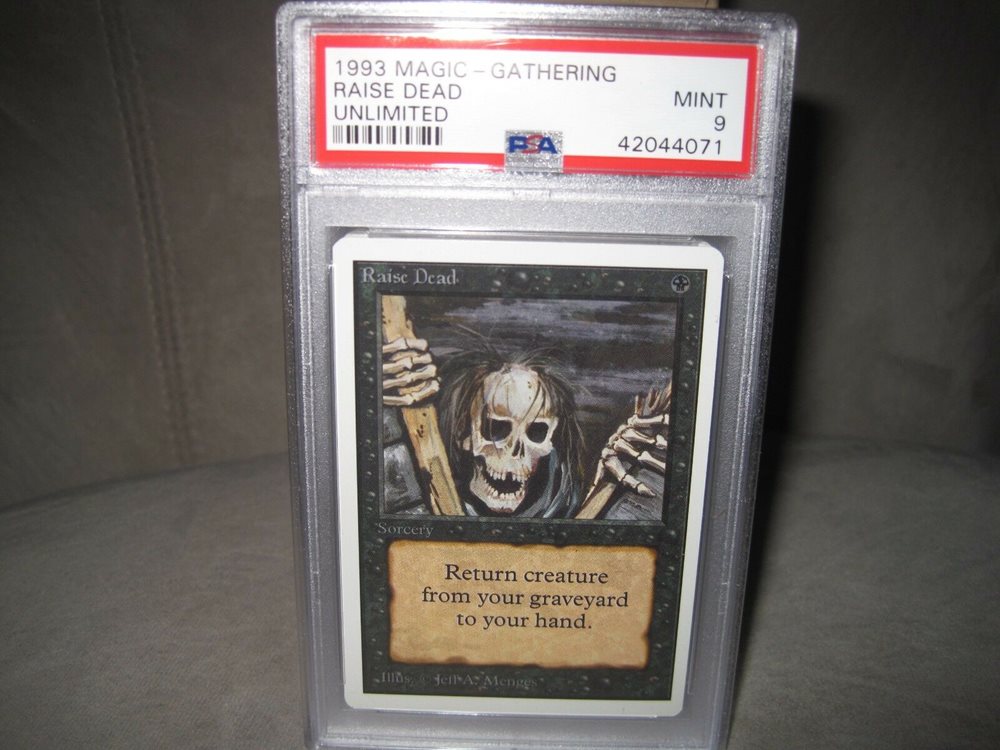 1993 MAGIC - GATHERING
RAISE DEAD
UNLIMITED
MINT
9
42044071
PSA
Raise Dead
Sorcery
Return creature
from your graveyard
to your hand.
Illus. © Jeff A. Menges